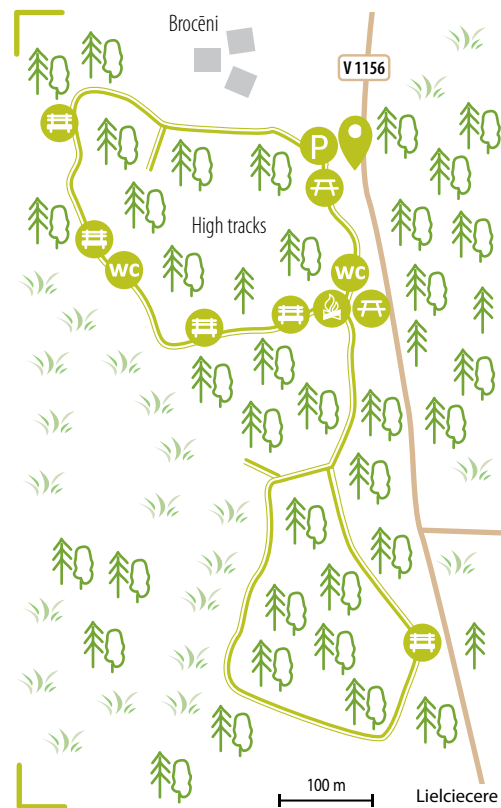 Brocēni
V 1156
P
High tracks
WC
WC
100 m
Lielciecere